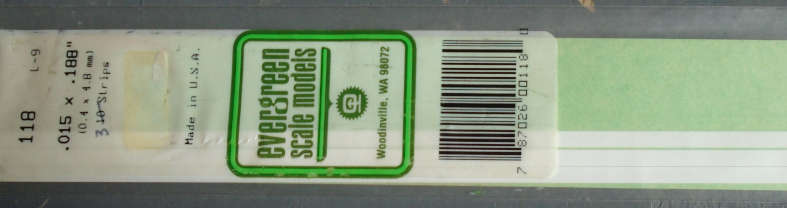 118 L-9
.015 x .188"
(0.4 x 4.8 mm)
3 10 Strips
Made in U.S.A.
evergreen
scale models
Woodinville, WA 98072
7 87026 00118 0